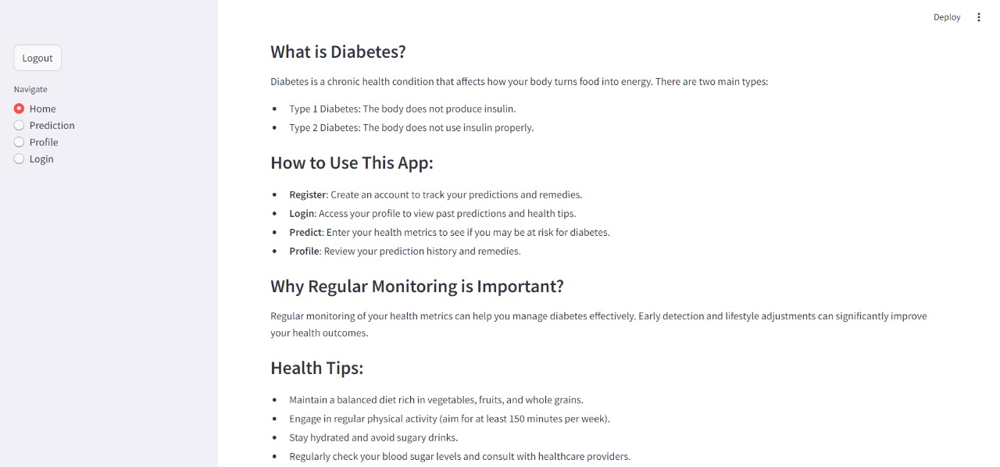 Deploy
Logout
Navigate
Home
Prediction
Profile
Login
What is Diabetes?
Diabetes is a chronic health condition that affects how your body turns food into energy. There are two main types:
Type 1 Diabetes: The body does not produce insulin.
Type 2 Diabetes: The body does not use insulin properly.
How to Use This App:
Register: Create an account to track your predictions and remedies.
Login: Access your profile to view past predictions and health tips.
Predict: Enter your health metrics to see if you may be at risk for diabetes.
Profile: Review your prediction history and remedies.
Why Regular Monitoring is Important?
Regular monitoring of your health metrics can help you manage diabetes effectively. Early detection and lifestyle adjustments can significantly improve
your health outcomes.
Health Tips:
Maintain a balanced diet rich in vegetables, fruits, and whole grains.
Engage in regular physical activity (aim for at least 150 minutes per week).
Stay hydrated and avoid sugary drinks.
Regularly check your blood sugar levels and consult with healthcare providers.